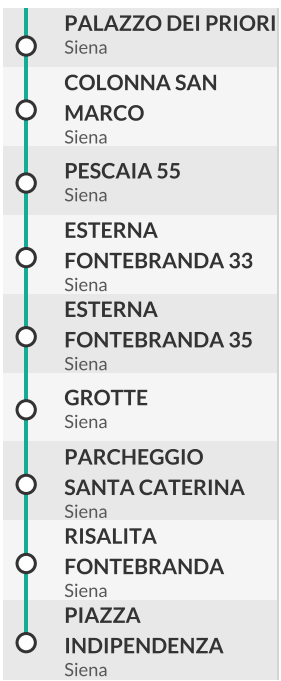 PALAZZO DEI PRIORI
Siena
COLONNA SAN
MARCO
Siena
PESCAIA 55
Siena
ESTERNA
FONTEBRANDA 33
Siena
ESTERNA
FONTEBRANDA 35
Siena
GROTTE
Siena
PARCHEGGIO
SANTA CATERINA
Siena
RISALITA
FONTEBRANDA
Siena
PIAZZA
INDIPENDENZA
Siena